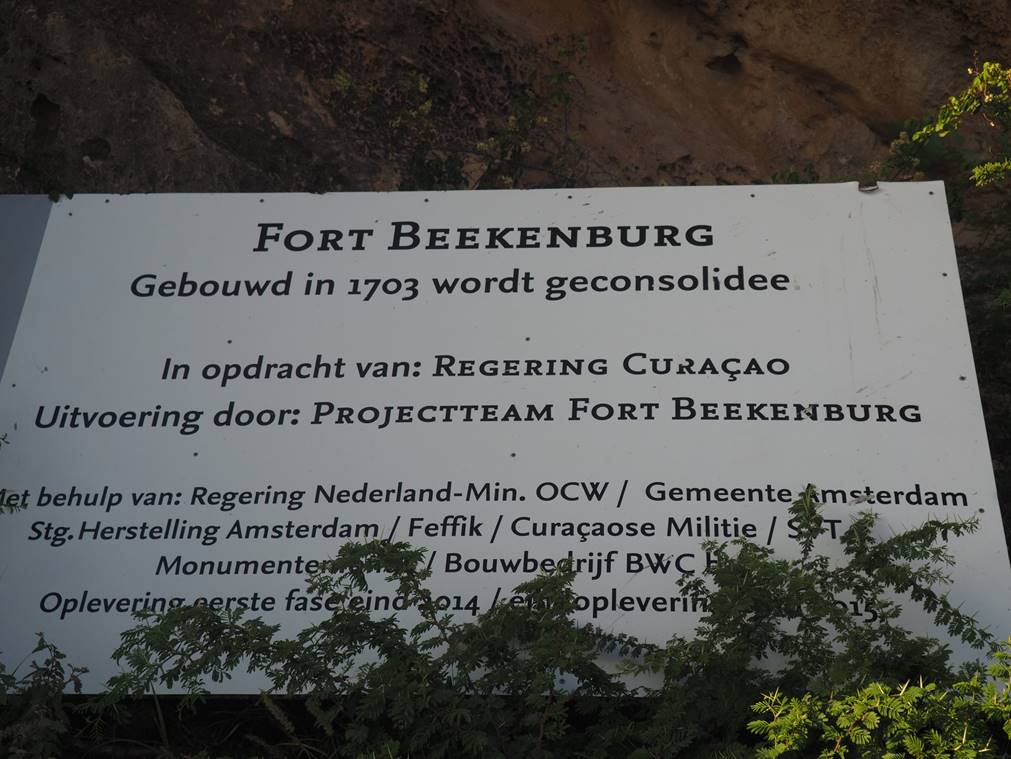 FORT BEEKENBURG
Gebouwd in 1703 wordt geconsolidee
In opdracht van: REGERING CURAÇAO
Uitvoering door: PROJECTTEAM FORT BEEKENBURG
Met behulp van: Regering Nederland-Min. OCW / Gemeente Amsterdam
Stg. Herstelling Amsterdam / Feffik / Curaçaose Militie /
/ Bouwbedrijf BWC
Oplevering eerste fase eind 2014 / oplevering 2015